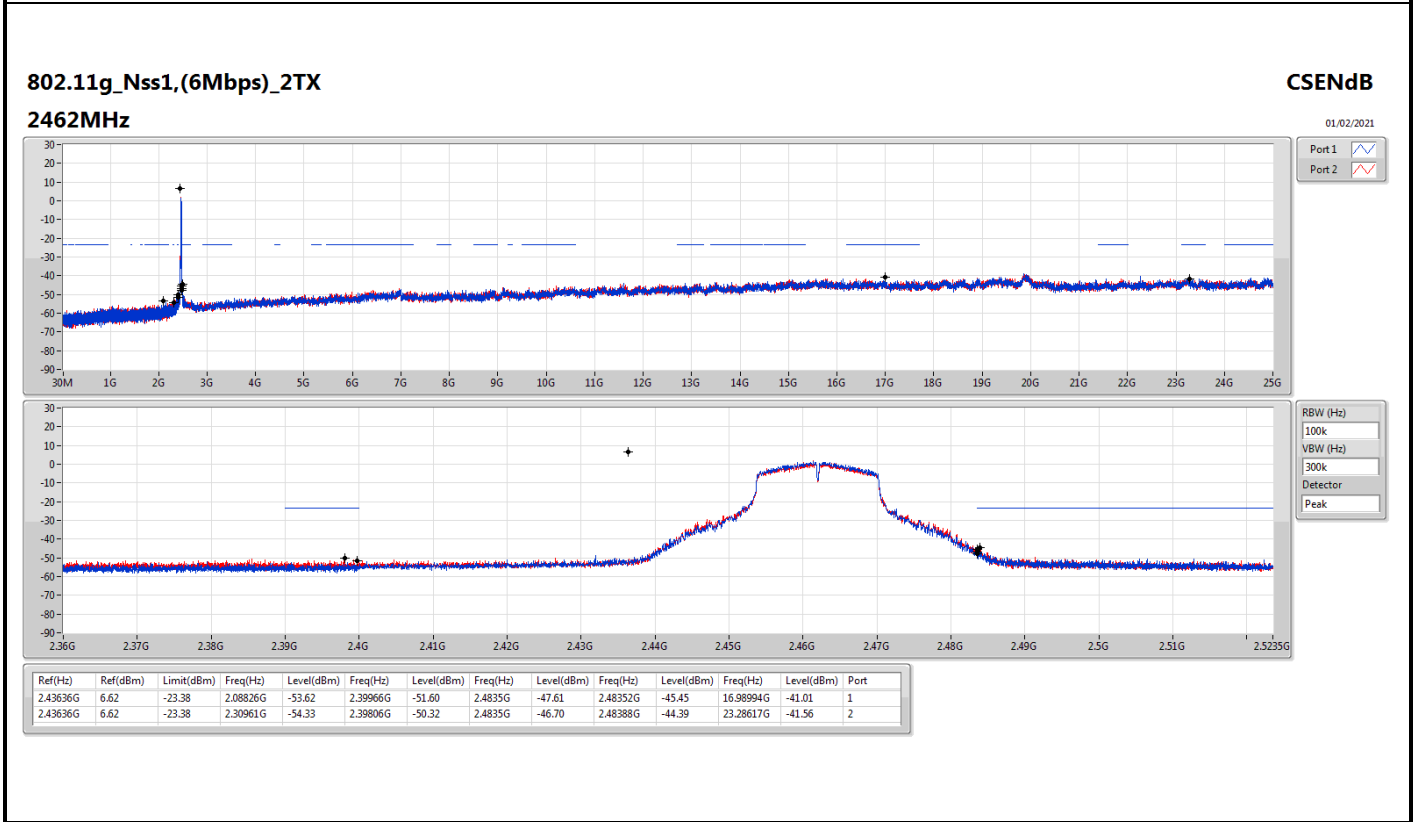 802.11g_Nss1,(6Mbps)_2TX CSENdB
2462MHz 01/02/2021
30
20
10
0
-10
-20
-30
-40
-50
-60
-70
-80
-90
30M 1G 2G 3G 4G 5G 6G 7G 8G 9G 10G 11G 12G 13G 14G 15G 16G 17G 18G 19G 20G 21G 22G 23G 24G 25G
Port 1
Port 2
30
20
10
0
-10
-20
-30
-40
-50
-60
-70
-80
-90
2.36G 2.37G 2.38G 2.39G 2.4G 2.41G 2.42G 2.43G 2.44G 2.45G 2.46G 2.47G 2.48G 2.49G 2.5G 2.51G 2.5235G
RBW (Hz)
100k
VBW (Hz)
300k
Detector
Peak
Ref(Hz) Ref(dBm) Limit(dBm) Freq(Hz) Level(dBm) Freq(Hz) Level(dBm) Freq(Hz) Level(dBm) Freq(Hz) Level(dBm) Freq(Hz) Level(dBm) Port
2.43636G 6.62 -23.38 2.08826G -53.62 2.39966G -51.60 2.4835G -47.61 2.48352G -45.45 16.98994G -41.01 1
2.43636G 6.62 -23.38 2.30961G -54.33 2.39806G -50.32 2.4835G -46.70 2.48388G -44.39 23.28617G -41.56 2